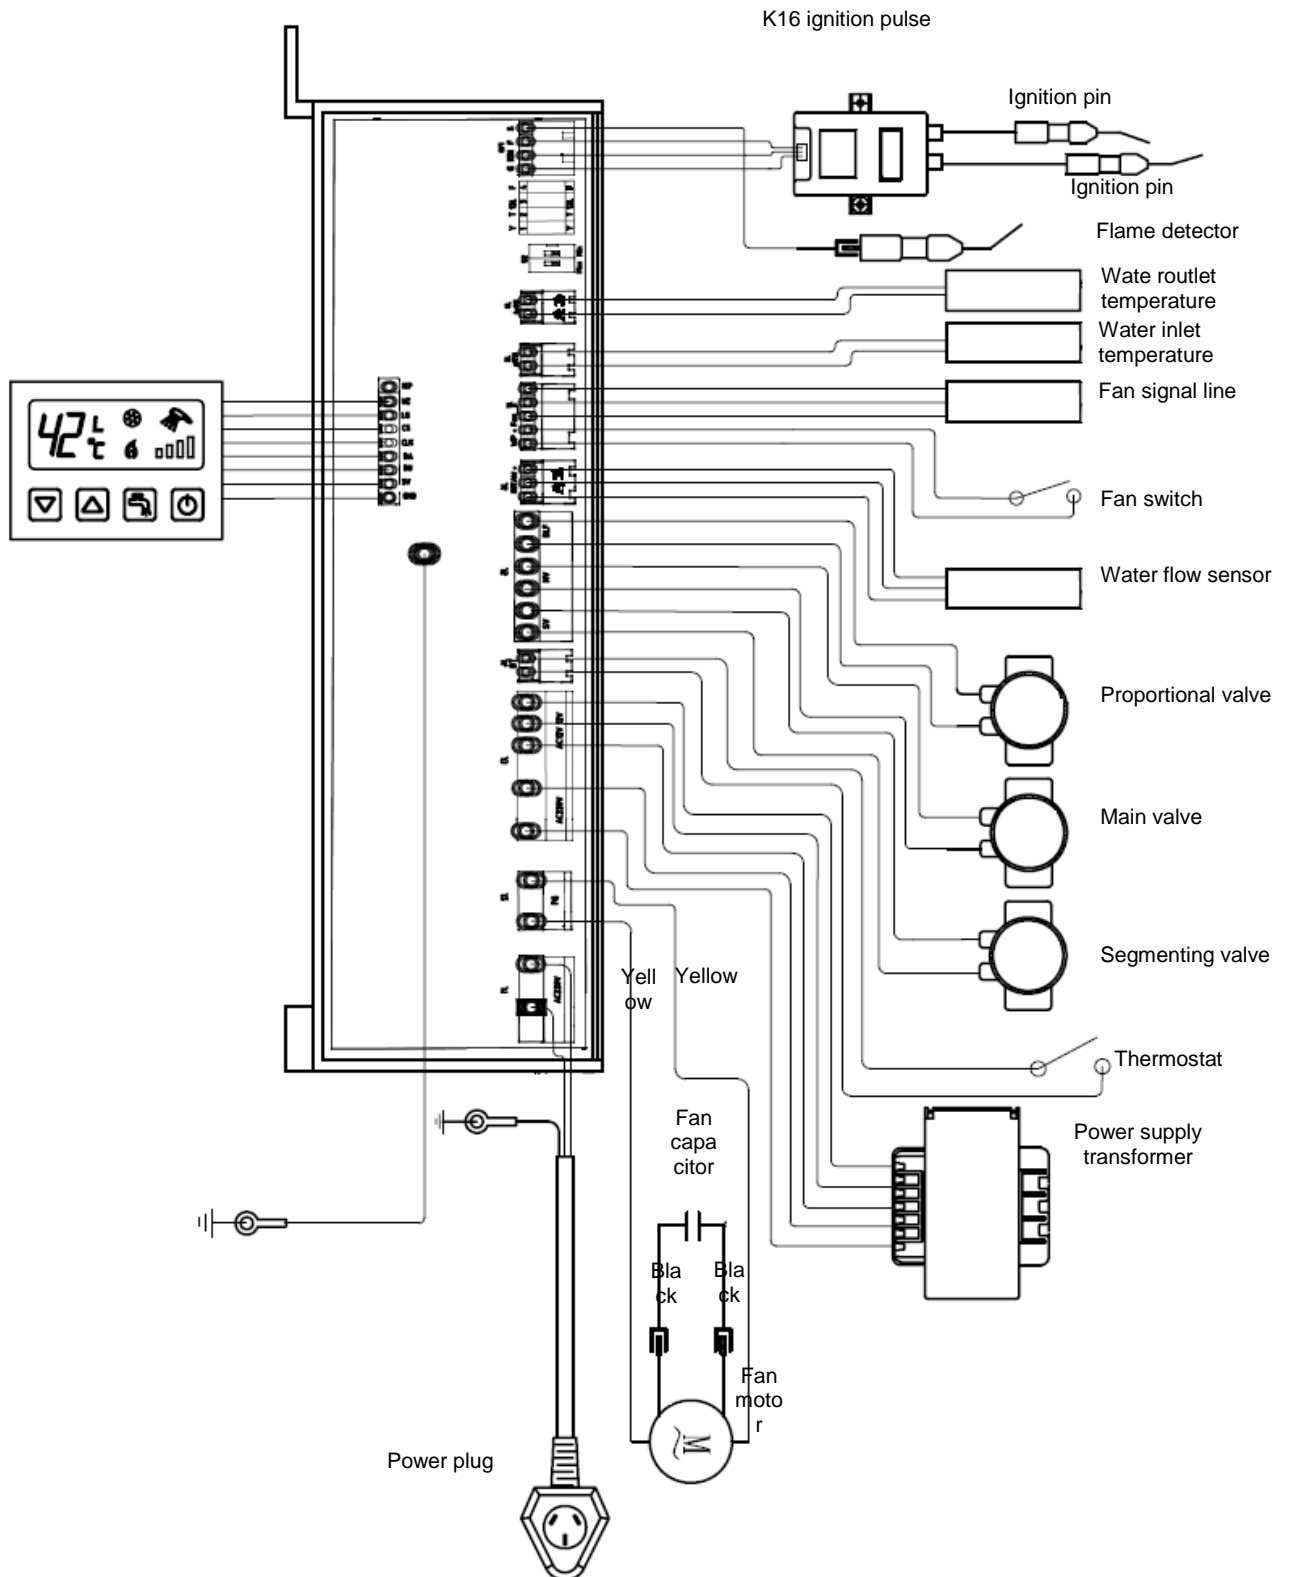 K16 ignition pulse
Ignition pin
Ignition pin
Flame detector
Wate routlet
temperature
Water inlet
temperature
Fan signal line
42
L
°C
Fan switch
Water flow sensor
Proportional valve
Main valve
Segmenting valve
Yell
ow
Yellow
Thermostat
Fan
capa
citor
Power supply
transformer
Bla
ck
Bla
ck
Fan
moto
r
M
Power plug
AC220V
AC220V